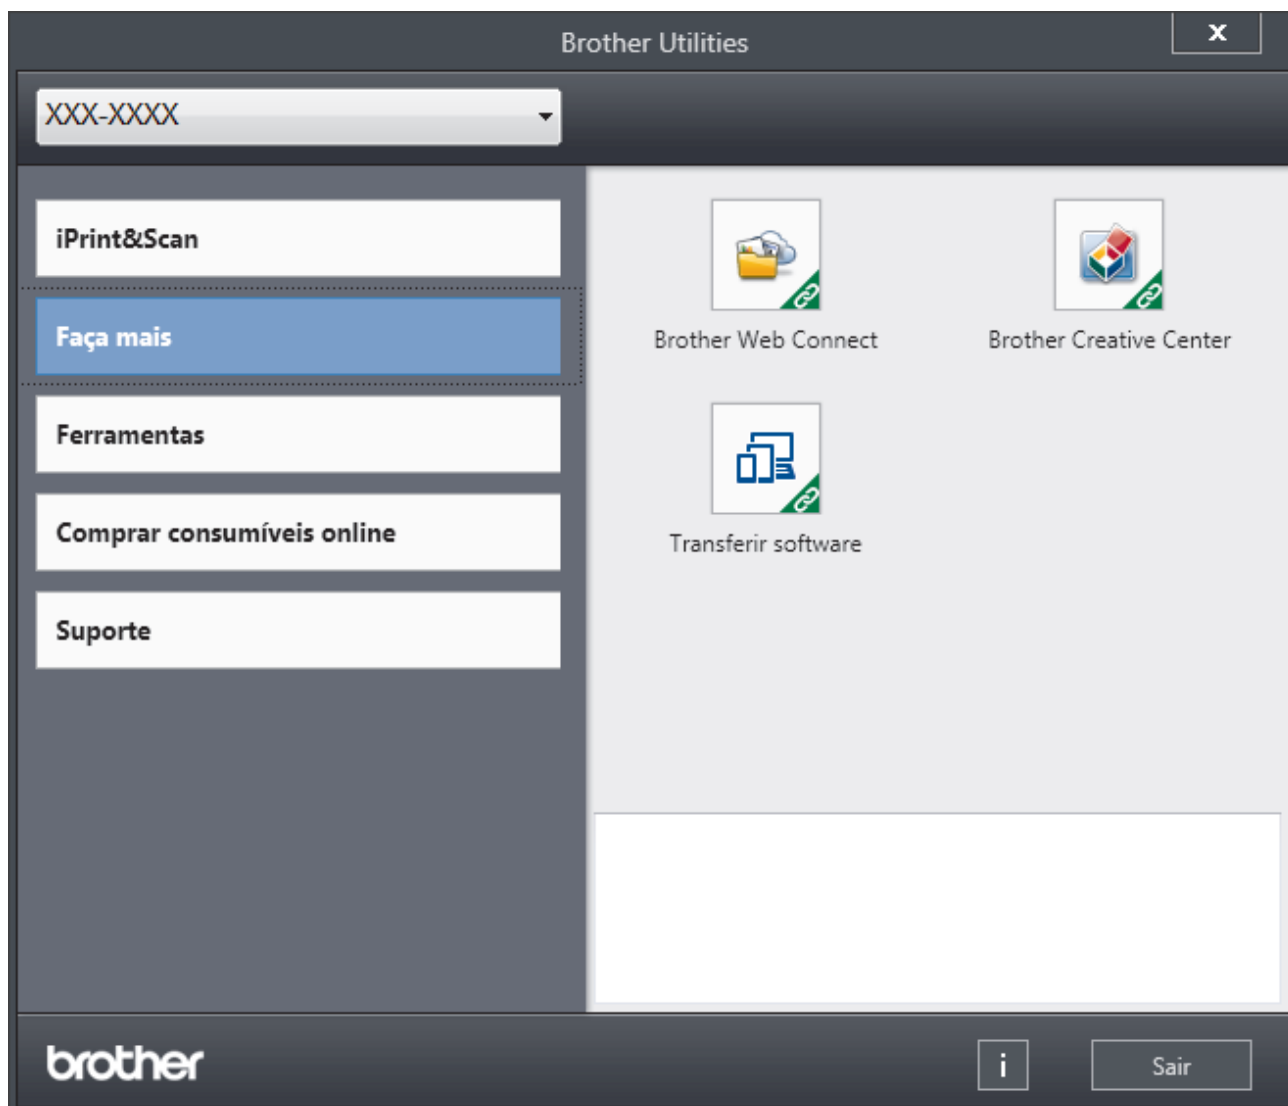 Brother Utilities
x
XXX-XXXX
iPrint&Scan
Faça mais
Ferramentas
Comprar consumíveis online
Suporte
Brother Web Connect
Brother Creative Center
Transferir software
brother
i
Sair